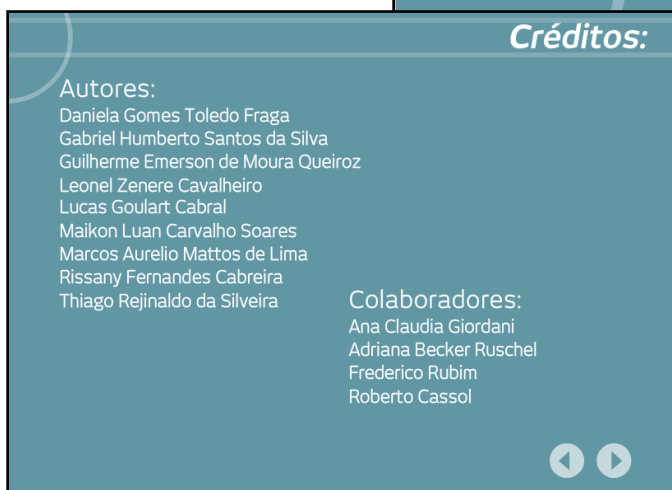 Créditos:
Autores:
Daniela Gomes Toledo Fraga
Gabriel Humberto Santos da Silva
Guilherme Emerson de Moura Queiroz
Leonel Zenere Cavalheiro
Lucas Goulart Cabral
Maikon Luan Carvalho Soares
Marcos Aurelio Mattos de Lima
Rissany Fernandes Cabreira
Thiago Rejinaldo da Silveira
Colaboradores:
Ana Claudia Giordani
Adriana Becker Ruschel
Frederico Rubim
Roberto Cassol